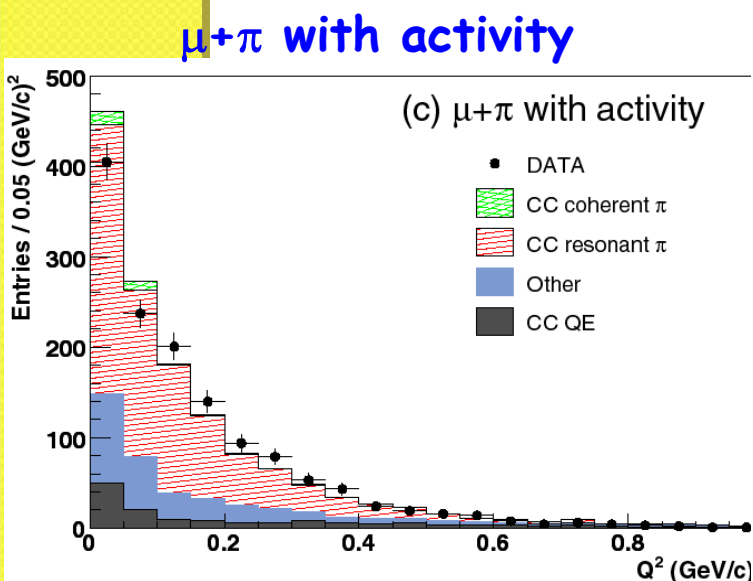 μ+π with activity
(c) μ+π with activity
DATA
CC coherent π
CC resonant π
Other
CC QE
Entries / 0.05 (GeV/c)²
500
400
300
200
100
0
0 0.2 0.4 0.6 0.8
Q² (GeV/c)